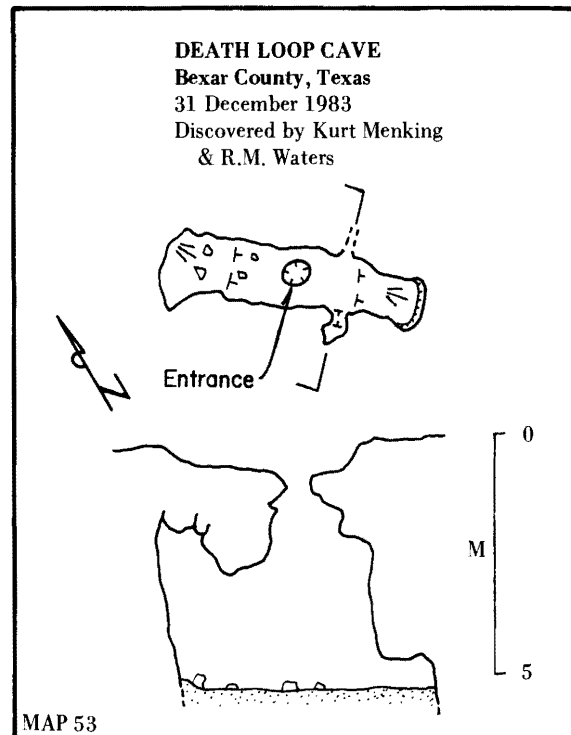 DEATH LOOP CAVE
Bexar County, Texas
31 December 1983
Discovered by Kurt Menking
& R.M. Waters
Entrance
N
0
M
5
MAP 53